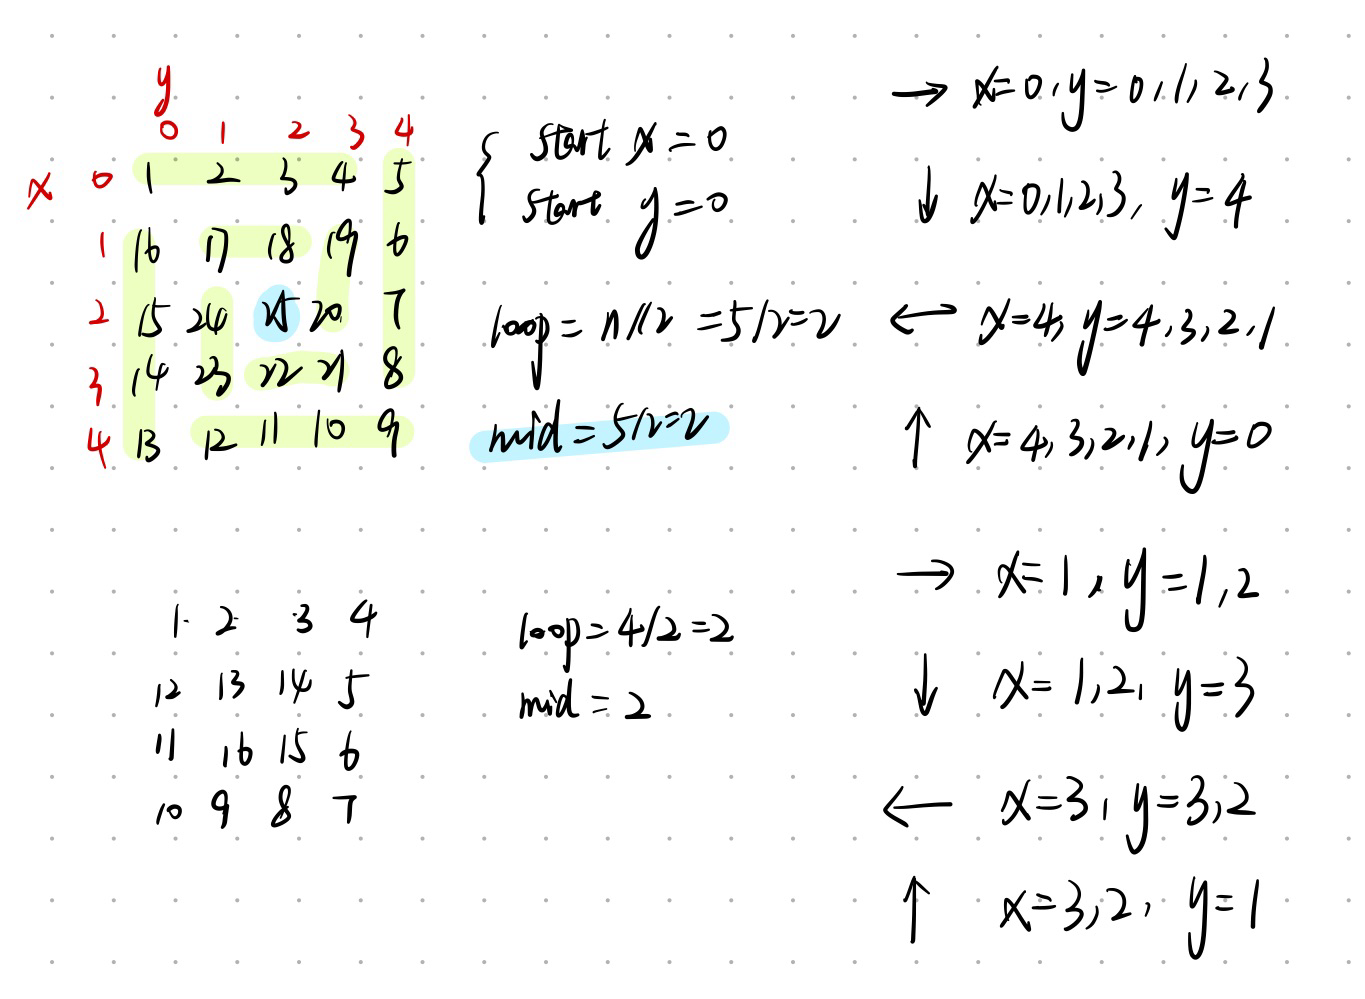 y
0 1 2 3 4
x 0 1 2 3 4 5
1 16 17 18 19 6
2 15 24 25 20 7
3 14 23 22 21 8
4 13 12 11 10 9
{ start x = 0
start y = 0
loop = n//2 = 5/2 = 2
mid = 5/2 = 2
→ x=0, y=0,1,2,3
↓ x=0,1,2,3, y=4
← x=4, y=4,3,2,1
↑ x=4,3,2,1, y=0
1 2 3 4
12 13 14 5
11 16 15 6
10 9 8 7
loop = 4/2 = 2
mid = 2
→ x=1, y=1,2
↓ x=1,2, y=3
← x=3, y=3,2
↑ x=3,2, y=1